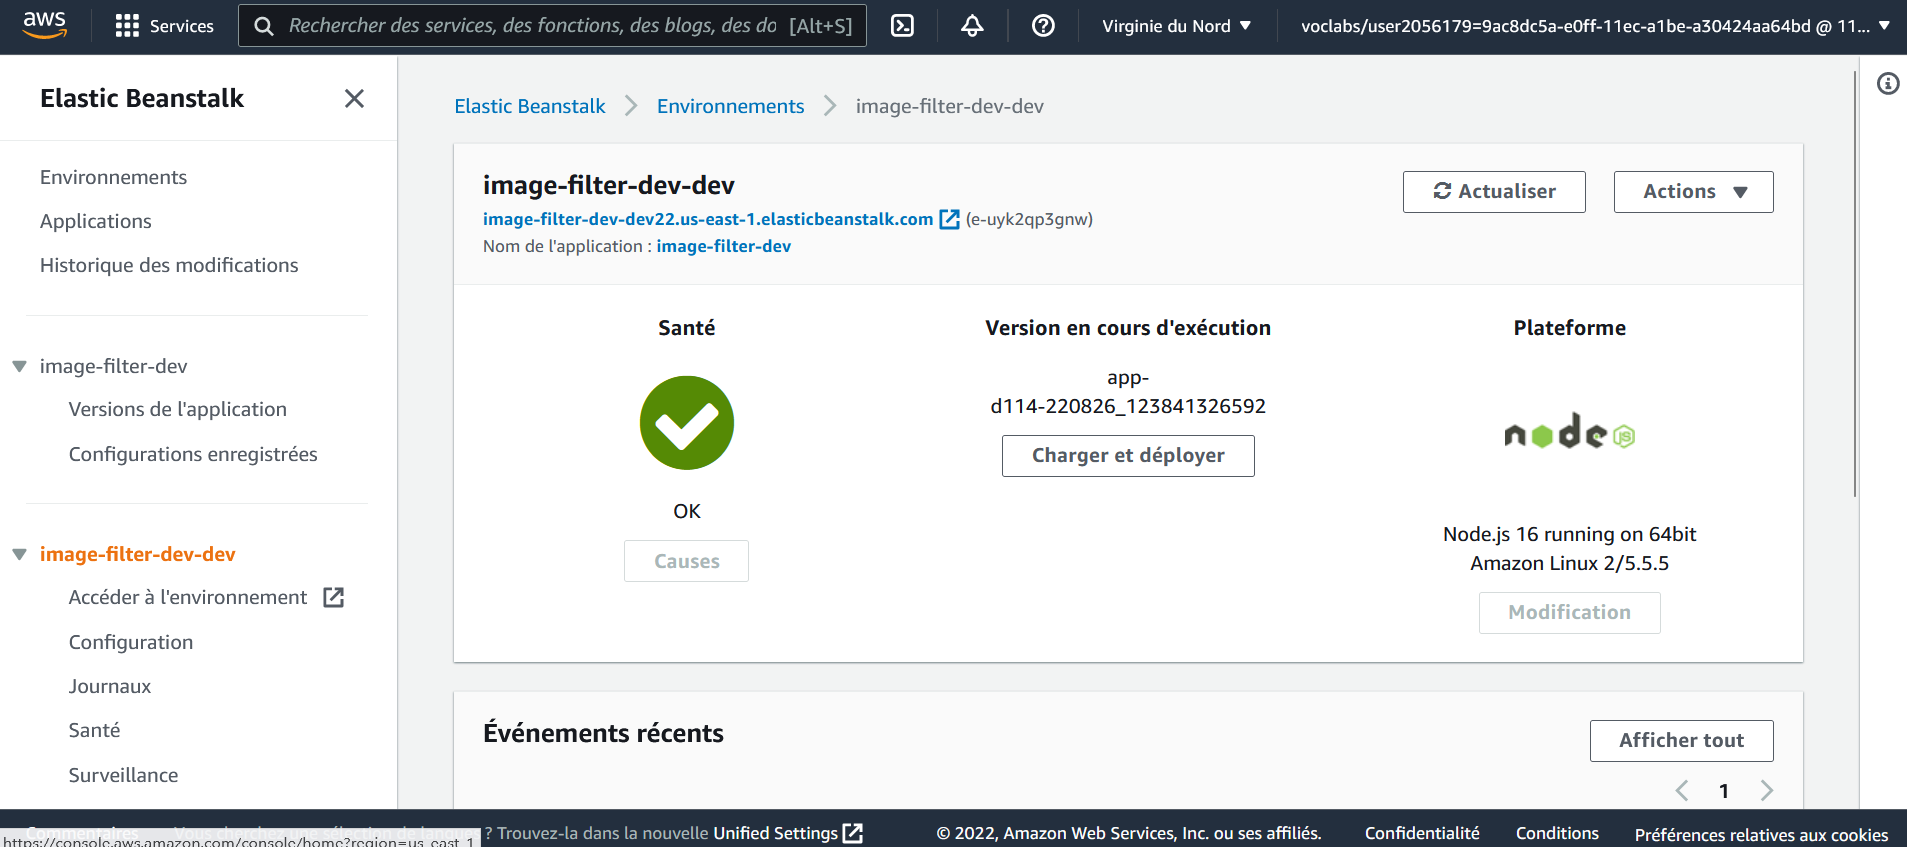 aws
Services
Rechercher des services, des fonctions, des blogs, des do [Alt+S]
Virginie du Nord
voclabs/user2056179=9ac8dc5a-e0ff-11ec-a1be-a30424aa64bd @ 11...
Elastic Beanstalk
Environnements
Applications
Historique des modifications
image-filter-dev
Versions de l'application
Configurations enregistrées
image-filter-dev-dev
Accéder à l'environnement
Configuration
Journaux
Santé
Surveillance
Elastic Beanstalk
Environnements
image-filter-dev-dev
image-filter-dev-dev
image-filter-dev-dev22.us-east-1.elasticbeanstalk.com (e-uyk2qp3gnw)
Nom de l'application : image-filter-dev
Actualiser
Actions
Santé
OK
Causes
Version en cours d'exécution
app-
d114-220826_123841326592
Charger et déployer
Plateforme
node JS
Node.js 16 running on 64bit
Amazon Linux 2/5.5.5
Modification
Événements récents
Afficher tout
1
Commentaires
Vous cherchez une sélection de langue ? Trouvez-la dans la nouvelle Unified Settings
© 2022, Amazon Web Services, Inc. ou ses affiliés.
Confidentialité
Conditions
Préférences relatives aux cookies
https://console.aws.amazon.com/console/home?region=us-east-1